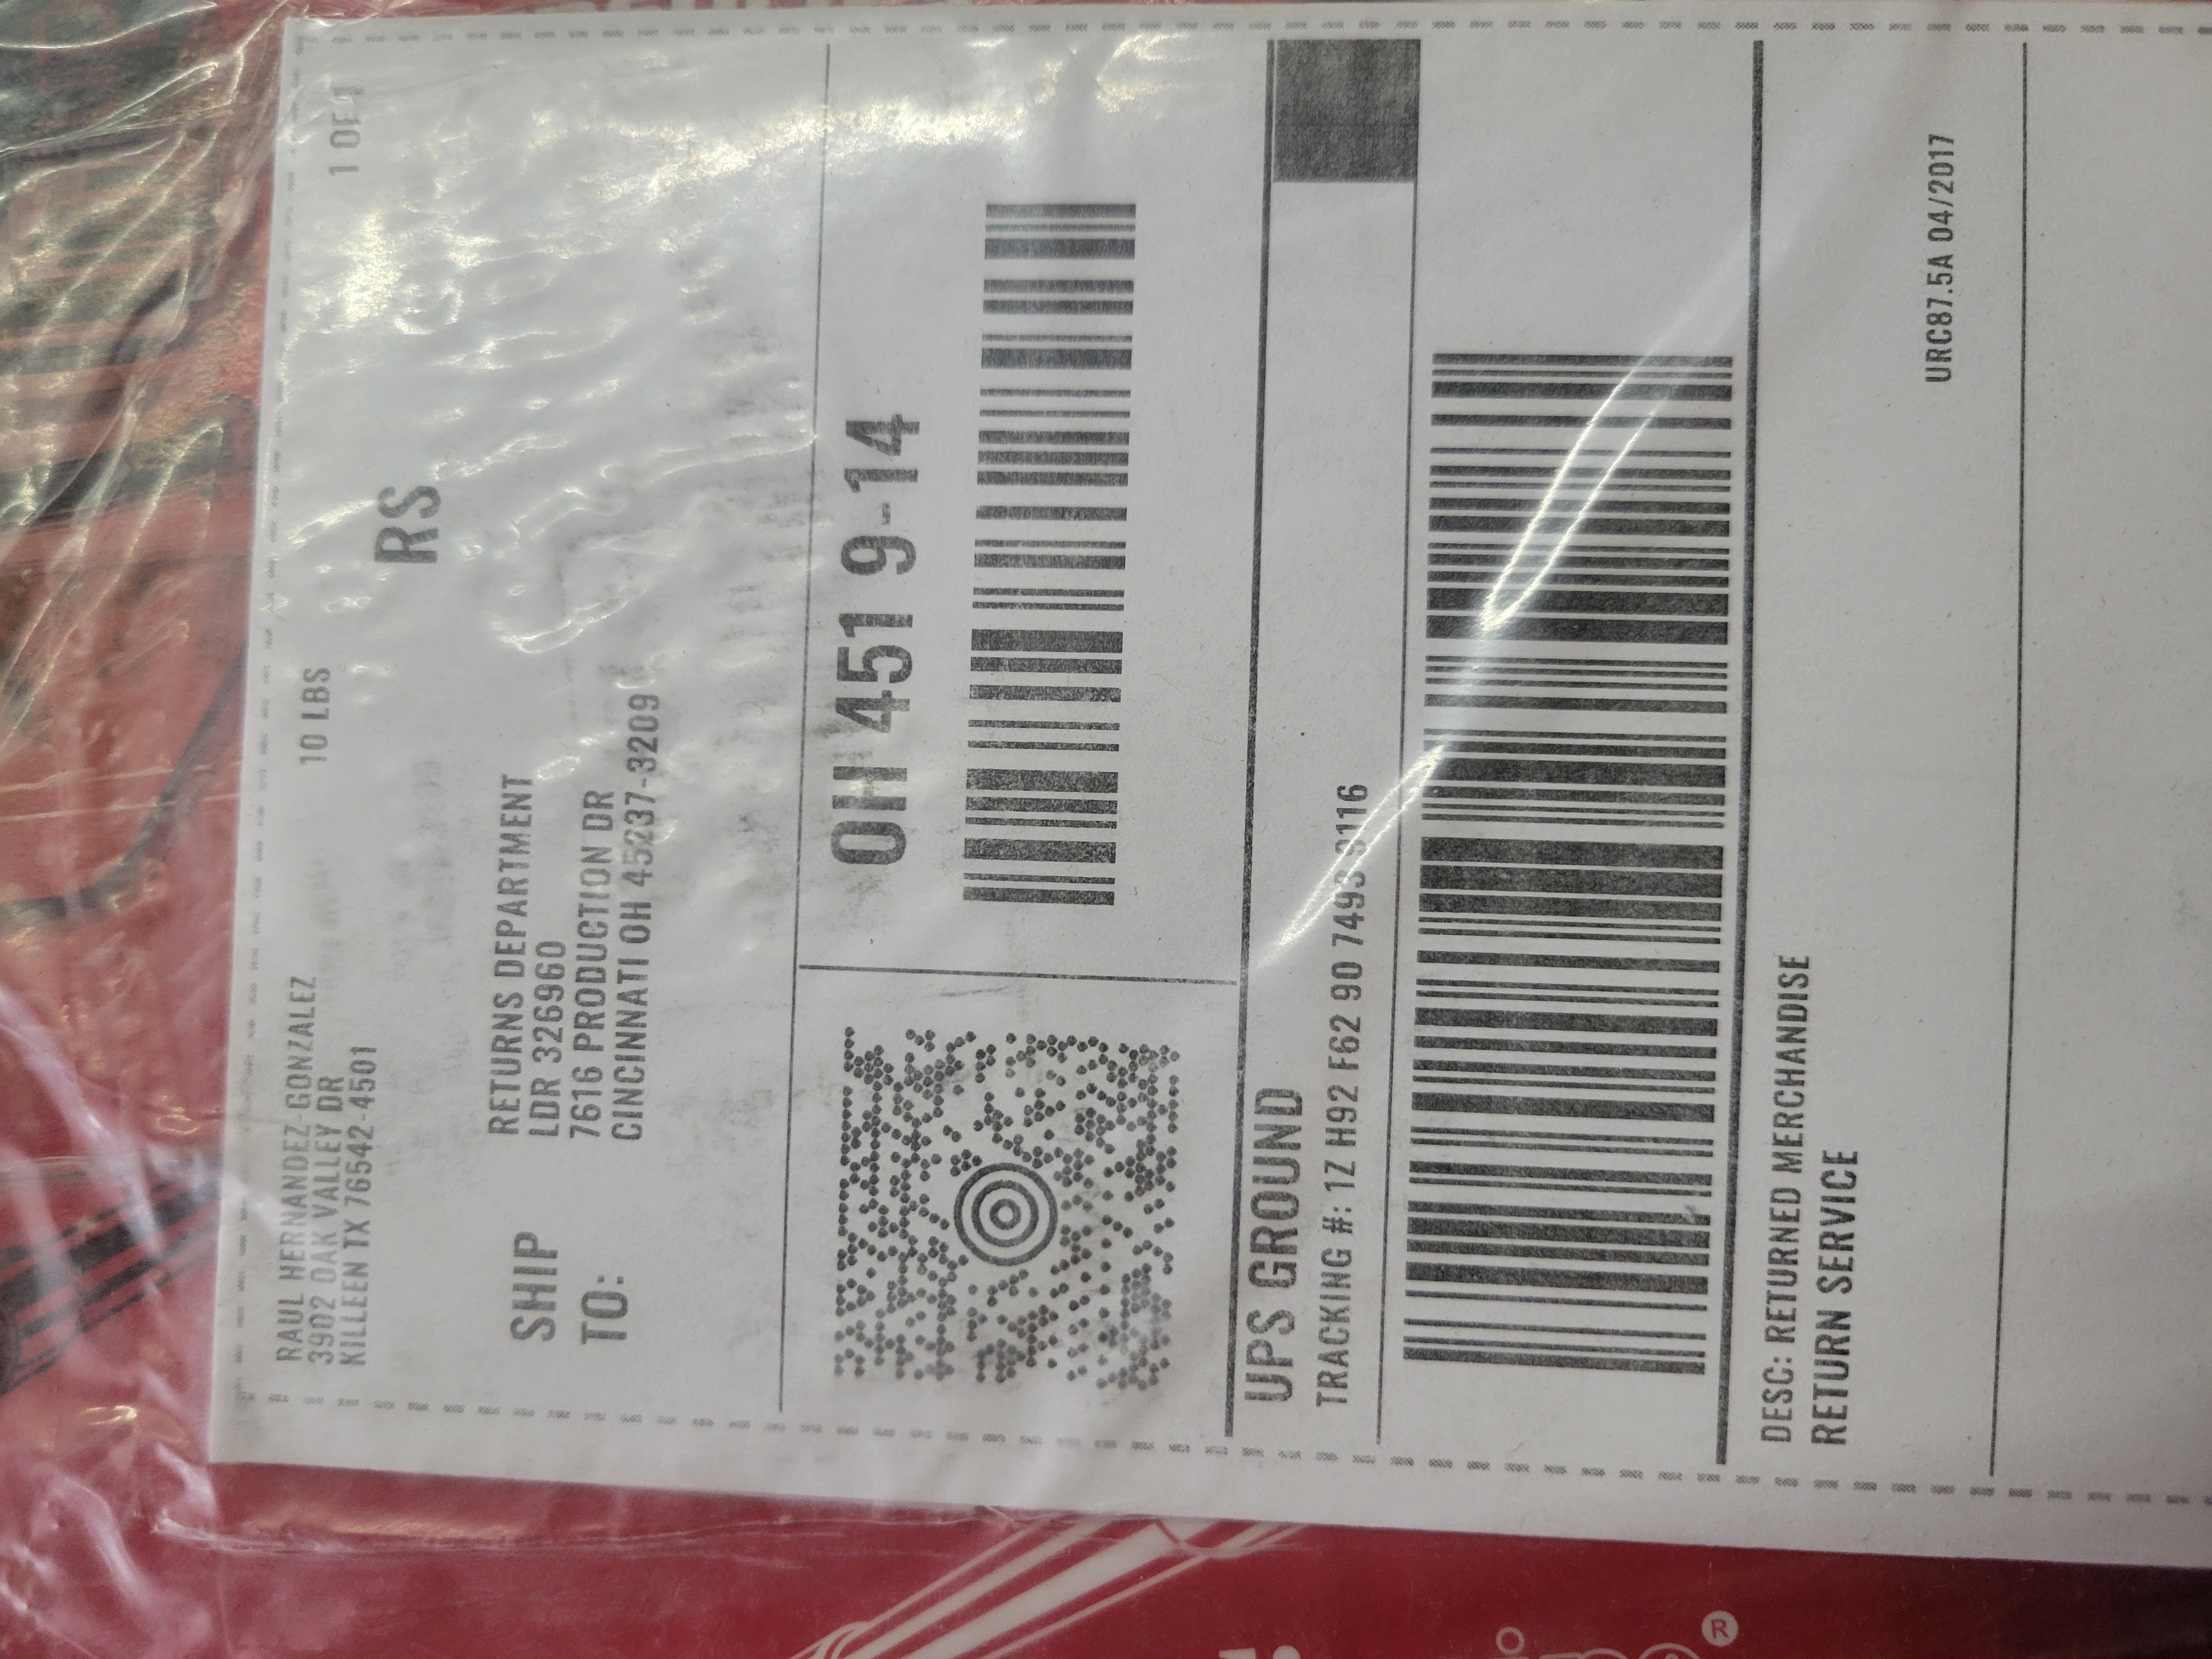 RAUL HERNANDEZ-GONZALEZ
3902 OAK VALLEY DR
KILLEEN TX 76542-4501
10 LBS
1 OF 1
RS
SHIP
TO:
RETURNS DEPARTMENT
LDR 326960
7616 PRODUCTION DR
CINCINNATI OH 45237-3209
OH 451 9-14
UPS GROUND
TRACKING #: 1Z H92 F62 90 7493
DESC: RETURNED MERCHANDISE
RETURN SERVICE
URC87.5A 04/2017